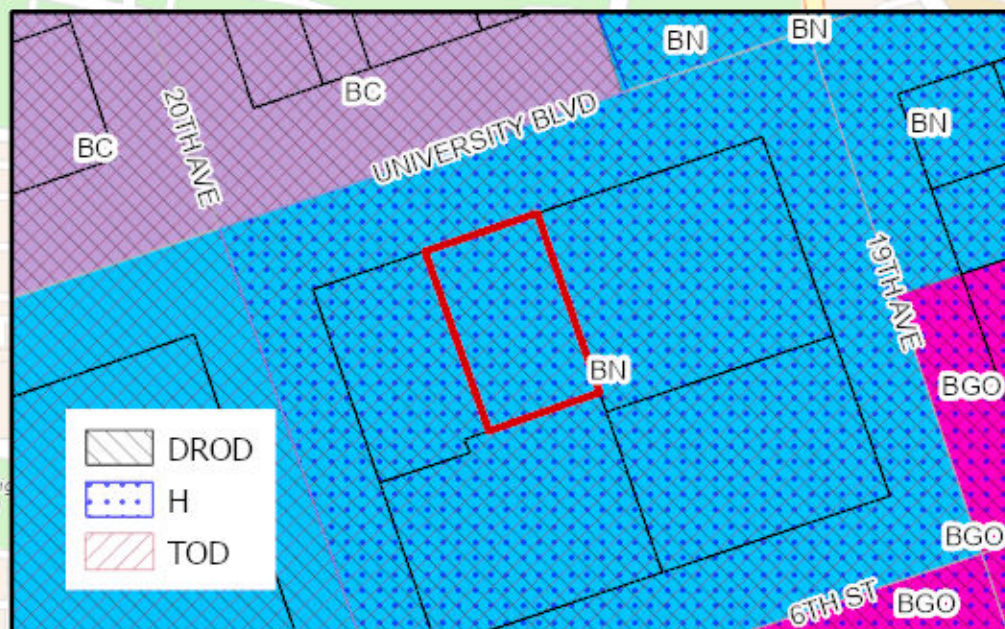 BN
BN
BC
BC
BN
20TH AVE
UNIVERSITY BLVD
19TH AVE
BN
BGO
DROD
H
TOD
BGO
6TH ST
BGO